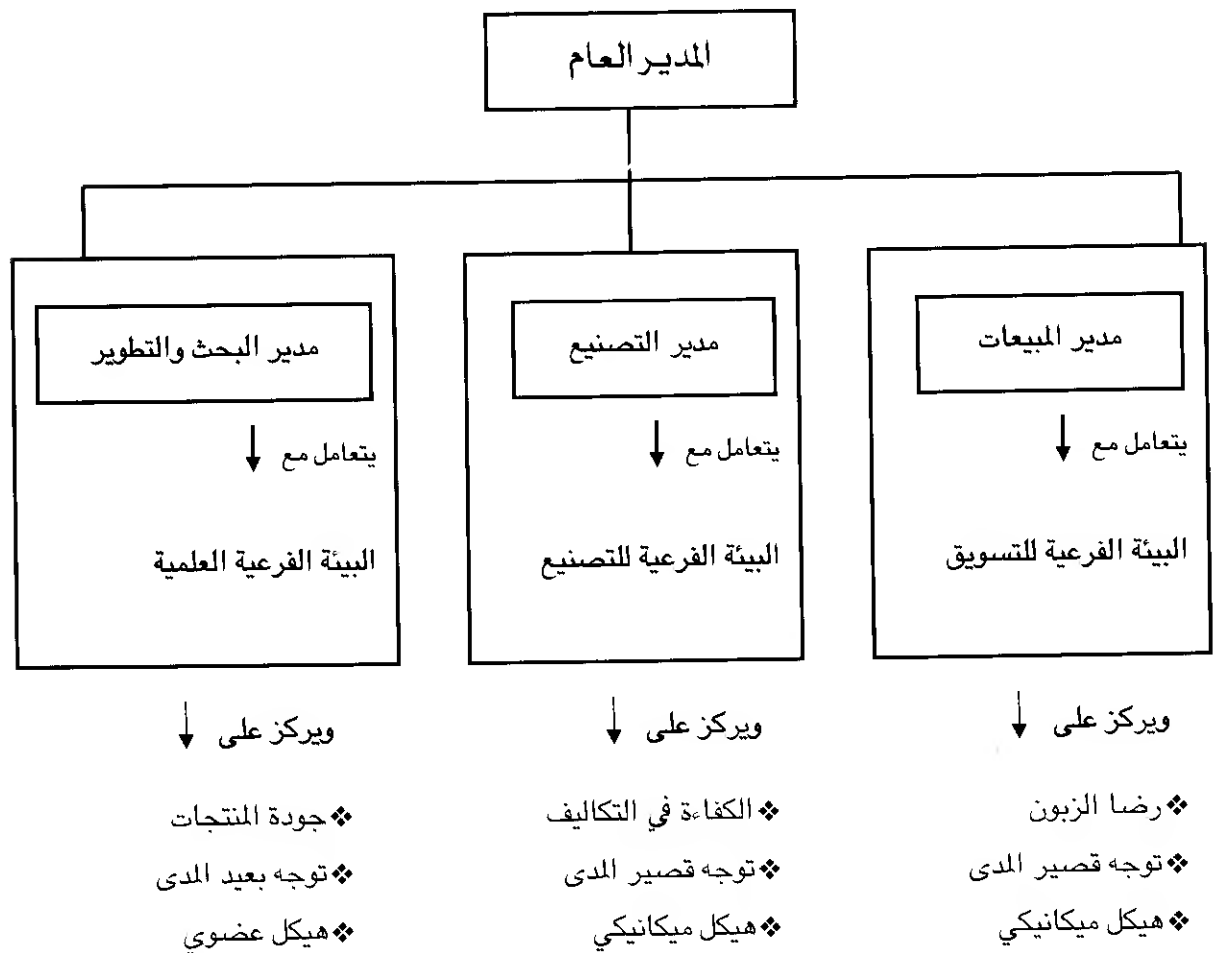 المدير العام
مدير المبيعات
مدير التصنيع
مدير البحث والتطوير
يتعامل مع
يتعامل مع
يتعامل مع
البيئة الفرعية للتسويق
البيئة الفرعية للتصنيع
البيئة الفرعية العلمية
ويركز على
ويركز على
ويركز على
❖رضا الزبون
❖الكفاءة في التكاليف
❖جودة المنتجات
❖توجه قصير المدى
❖توجه قصير المدى
❖توجه بعيد المدى
❖هيكل ميكانيكي
❖هيكل ميكانيكي
❖هيكل عضوي